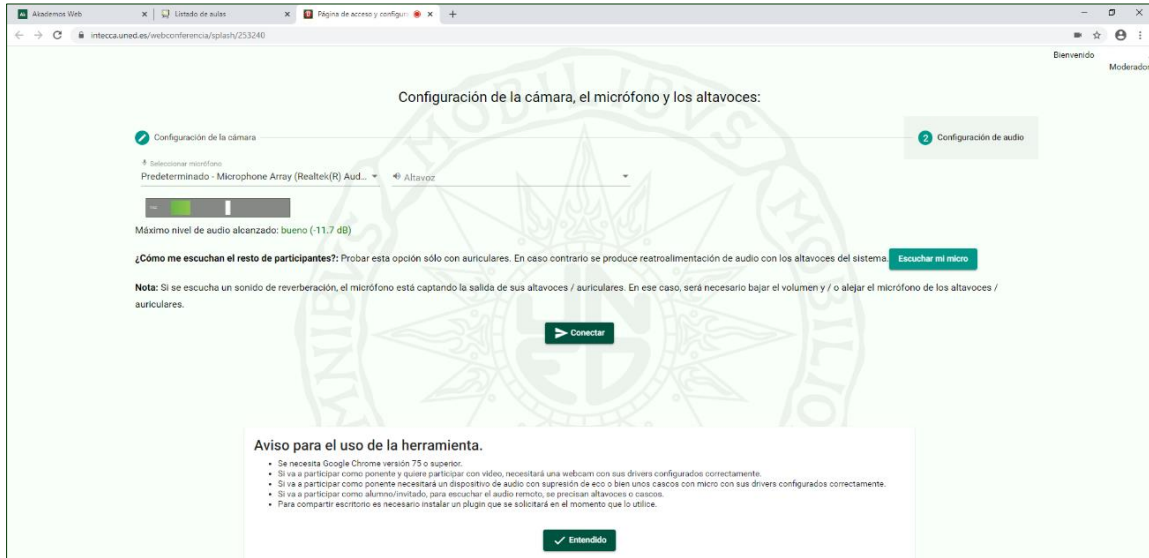 Akademos Web
Listado de aulas
Página de acceso y configura
intecca.uned.es/webconferencia/splash/253240
Bienvenido
Moderador
Configuración de la cámara, el micrófono y los altavoces:
Configuración de la cámara
2 Configuración de audio
Seleccionar micrófono
Predeterminado - Microphone Array (Realtek(R) Aud...
Altavoz
Máximo nivel de audio alcanzado: bueno (-11.7 dB)
¿Cómo me escuchan el resto de participantes?: Probar esta opción sólo con auriculares. En caso contrario se produce reatroalimentación de audio con los altavoces del sistema. Escuchar mi micro
Nota: Si se escucha un sonido de reverberación, el micrófono está captando la salida de sus altavoces / auriculares. En ese caso, será necesario bajar el volumen y / o alejar el micrófono de los altavoces /
auriculares.
Conectar
OMNIBVS MOBILIBVS MOBILIOR
UNED
Aviso para el uso de la herramienta.
• Se necesita Google Chrome versión 75 o superior.
• Si va a participar como ponente y quiere participar con video, necesitará una webcam con sus drivers configurados correctamente.
• Si va a participar como ponente necesitará un dispositivo de audio con supresión de eco o bien unos cascos con micro con sus drivers configurados correctamente.
• Si va a participar como alumno/invitado, para escuchar el audio remoto, se precisan altavoces o cascos.
• Para compartir escritorio es necesario instalar un plugin que se solicitará en el momento que lo utilice.
Entendido